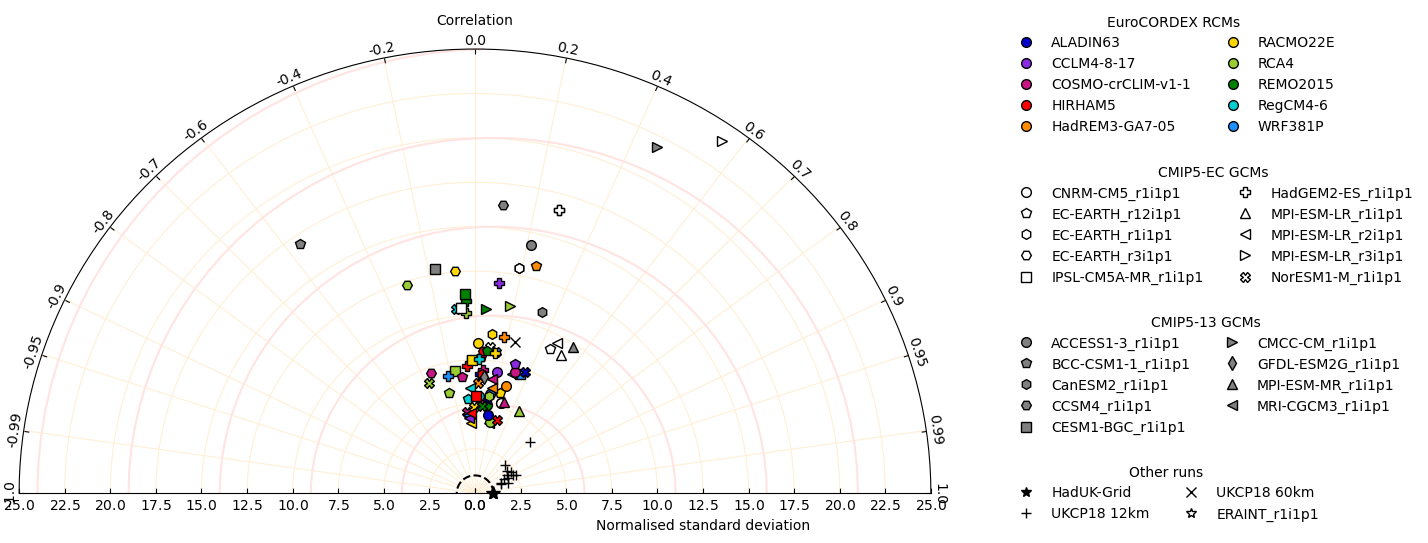 Correlation
-1.0
-0.99
-0.95
-0.9
-0.8
-0.7
-0.6
-0.4
-0.2
0.0
0.2
0.4
0.6
0.7
0.8
0.9
0.95
0.99
1.0
25.0 22.5 20.0 17.5 15.0 12.5 10.0 7.5 5.0 2.5 0.0 2.5 5.0 7.5 10.0 12.5 15.0 17.5 20.0 22.5 25.0
Normalised standard deviation
EuroCORDEX RCMs
ALADIN63 RACMO22E
CCLM4-8-17 RCA4
COSMO-crCLIM-v1-1 REMO2015
HIRHAM5 RegCM4-6
HadREM3-GA7-05 WRF381P
CMIP5-EC GCMs
CNRM-CM5_r1i1p1 HadGEM2-ES_r1i1p1
EC-EARTH_r12i1p1 MPI-ESM-LR_r1i1p1
EC-EARTH_r1i1p1 MPI-ESM-LR_r2i1p1
EC-EARTH_r3i1p1 MPI-ESM-LR_r3i1p1
IPSL-CM5A-MR_r1i1p1 NorESM1-M_r1i1p1
CMIP5-13 GCMs
ACCESS1-3_r1i1p1 CMCC-CM_r1i1p1
BCC-CSM1-1_r1i1p1 GFDL-ESM2G_r1i1p1
CanESM2_r1i1p1 MPI-ESM-MR_r1i1p1
CCSM4_r1i1p1 MRI-CGCM3_r1i1p1
CESM1-BGC_r1i1p1
Other runs
HadUK-Grid UKCP18 60km
UKCP18 12km ERAINT_r1i1p1